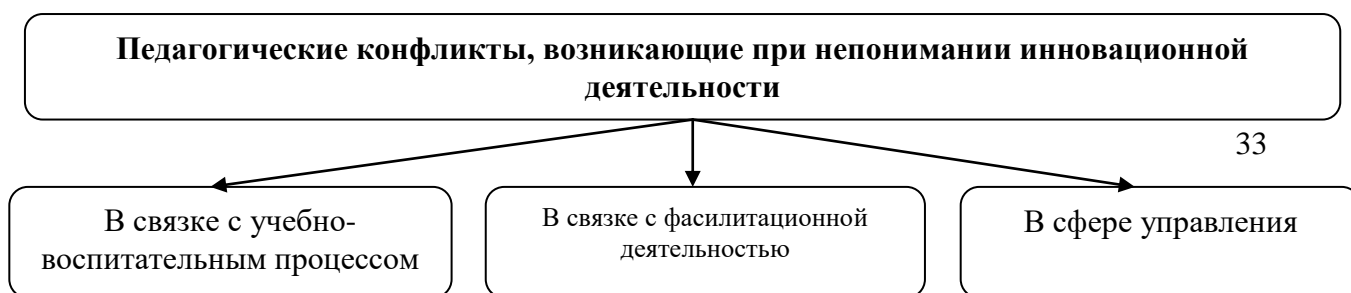 Педагогические конфликты, возникающие при непонимании инновационной
деятельности
33
В связке с учебно-
воспитательным процессом
В связке с фасилитационной
деятельностью
В сфере управления